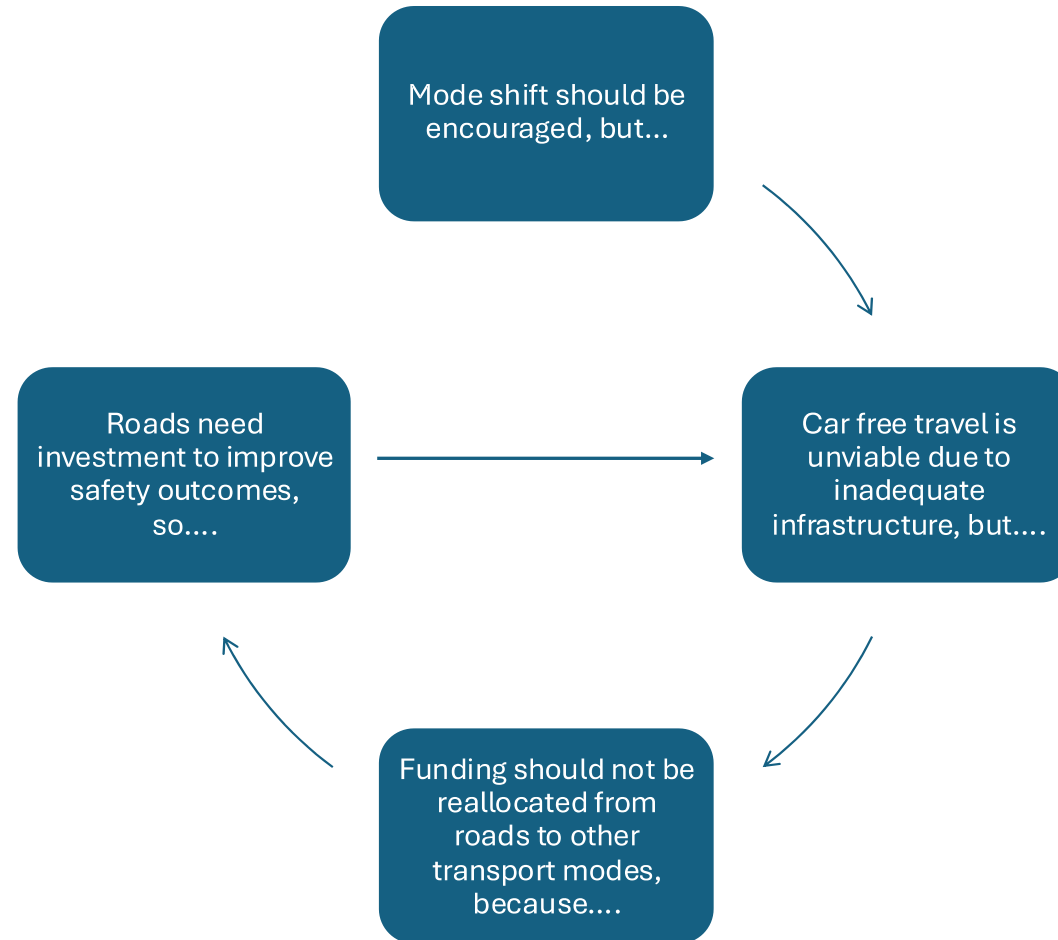 Mode shift should be
encouraged, but...
Roads need
investment to improve
safety outcomes,
so....
Car free travel is
unviable due to
inadequate
infrastructure, but....
Funding should not be
reallocated from
roads to other
transport modes,
because....